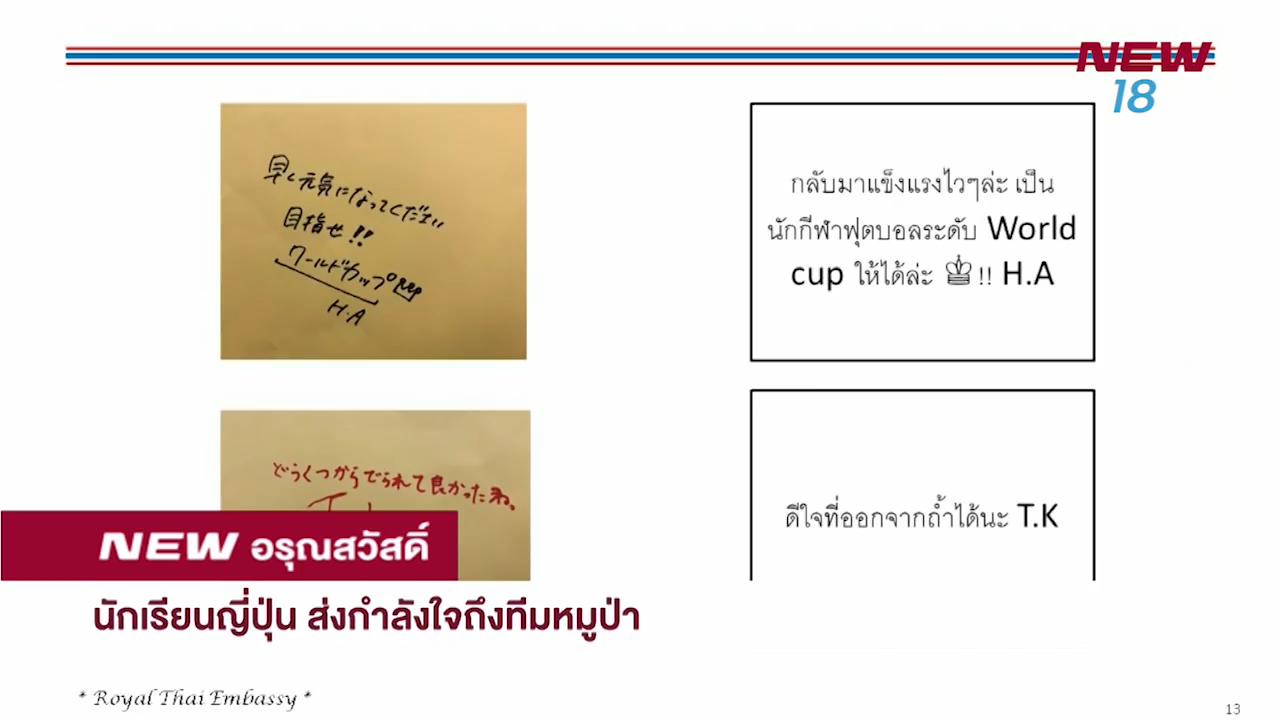 NEW
18
早く元気になってください
目指せ!!
ワールドカップ
H.A
กลับมาแข็งแรงไวๆล่ะ เป็น
นักกีฬาฟุตบอลระดับ World
cup ให้ได้ล่ะ !! H.A
どうくつからでられて良かったね。
ดีใจที่ออกจากถ้ำได้นะ T.K
NEW อรุณสวัสดิ์
นักเรียนญี่ปุ่น ส่งกำลังใจถึงทีมหมูป่า
* Royal Thai Embassy *
13